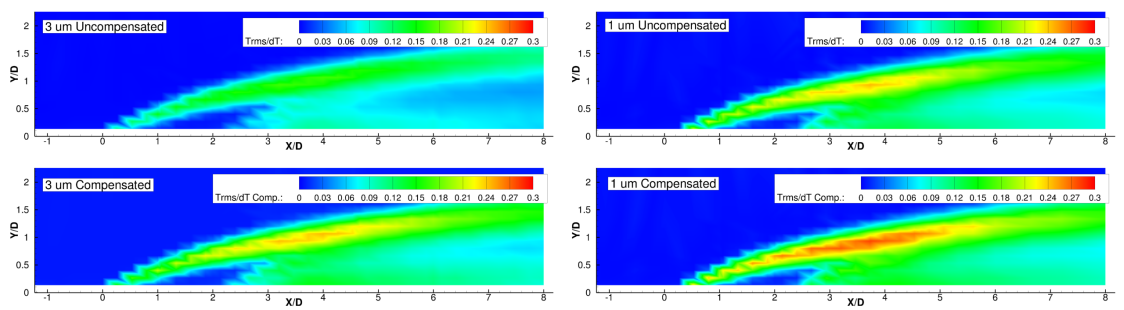 3 um Uncompensated
Trms/dT: 0 0.03 0.06 0.09 0.12 0.15 0.18 0.21 0.24 0.27 0.3
Y/D
2
1.5
1
0.5
0
-1 0 1 2 3 4 5 6 7 8
X/D
1 um Uncompensated
Trms/dT: 0 0.03 0.06 0.09 0.12 0.15 0.18 0.21 0.24 0.27 0.3
Y/D
2
1.5
1
0.5
0
-1 0 1 2 3 4 5 6 7 8
X/D
3 um Compensated
Trms/dT Comp.: 0 0.03 0.06 0.09 0.12 0.15 0.18 0.21 0.24 0.27 0.3
Y/D
2
1.5
1
0.5
0
-1 0 1 2 3 4 5 6 7 8
X/D
1 um Compensated
Trms/dT Comp.: 0 0.03 0.06 0.09 0.12 0.15 0.18 0.21 0.24 0.27 0.3
Y/D
2
1.5
1
0.5
0
-1 0 1 2 3 4 5 6 7 8
X/D